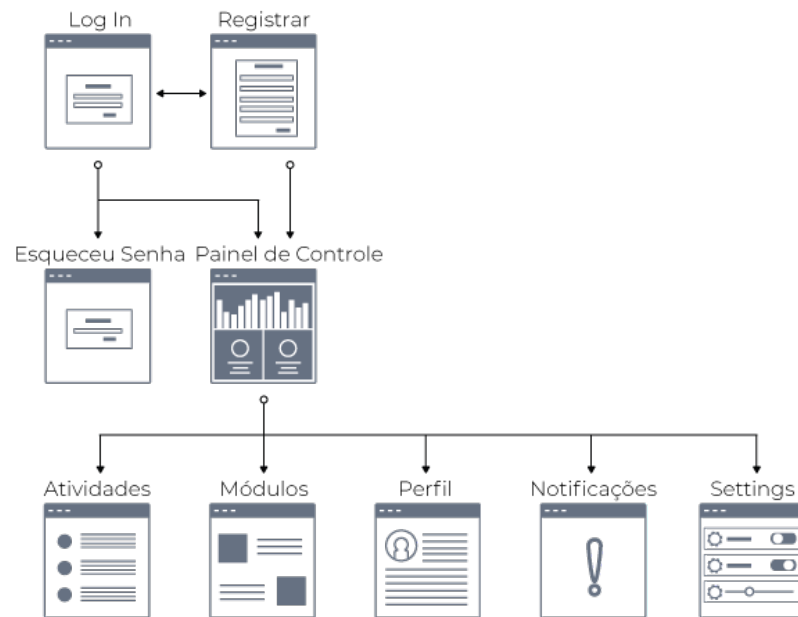 Log In
Registrar
Esqueceu Senha
Painel de Controle
Atividades
Módulos
Perfil
Notificações
Settings